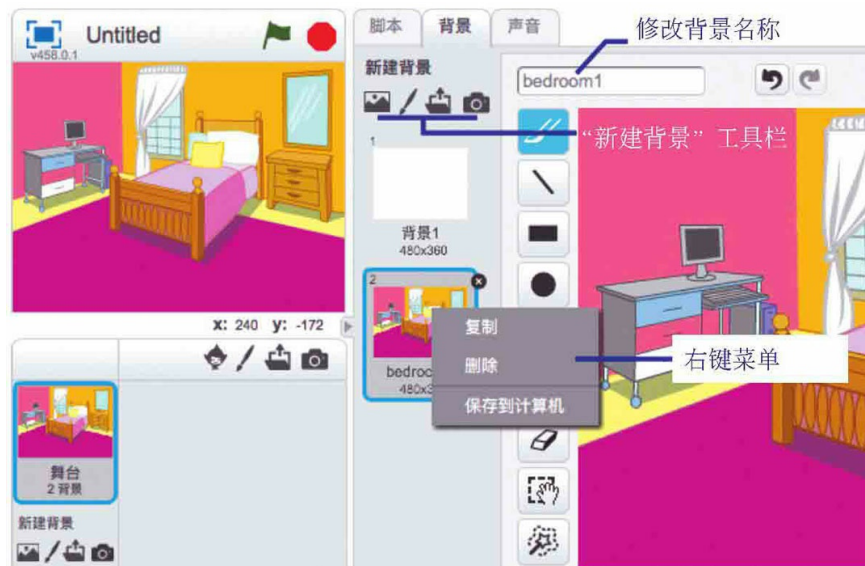 Untitled
v458.0.1
脚本
背景
声音
修改背景名称
新建背景
bedroom1
“新建背景”工具栏
1
背景1
480x360
2
x: 240 y: -172
复制
删除
保存到计算机
右键菜单
舞台
2 背景
新建背景